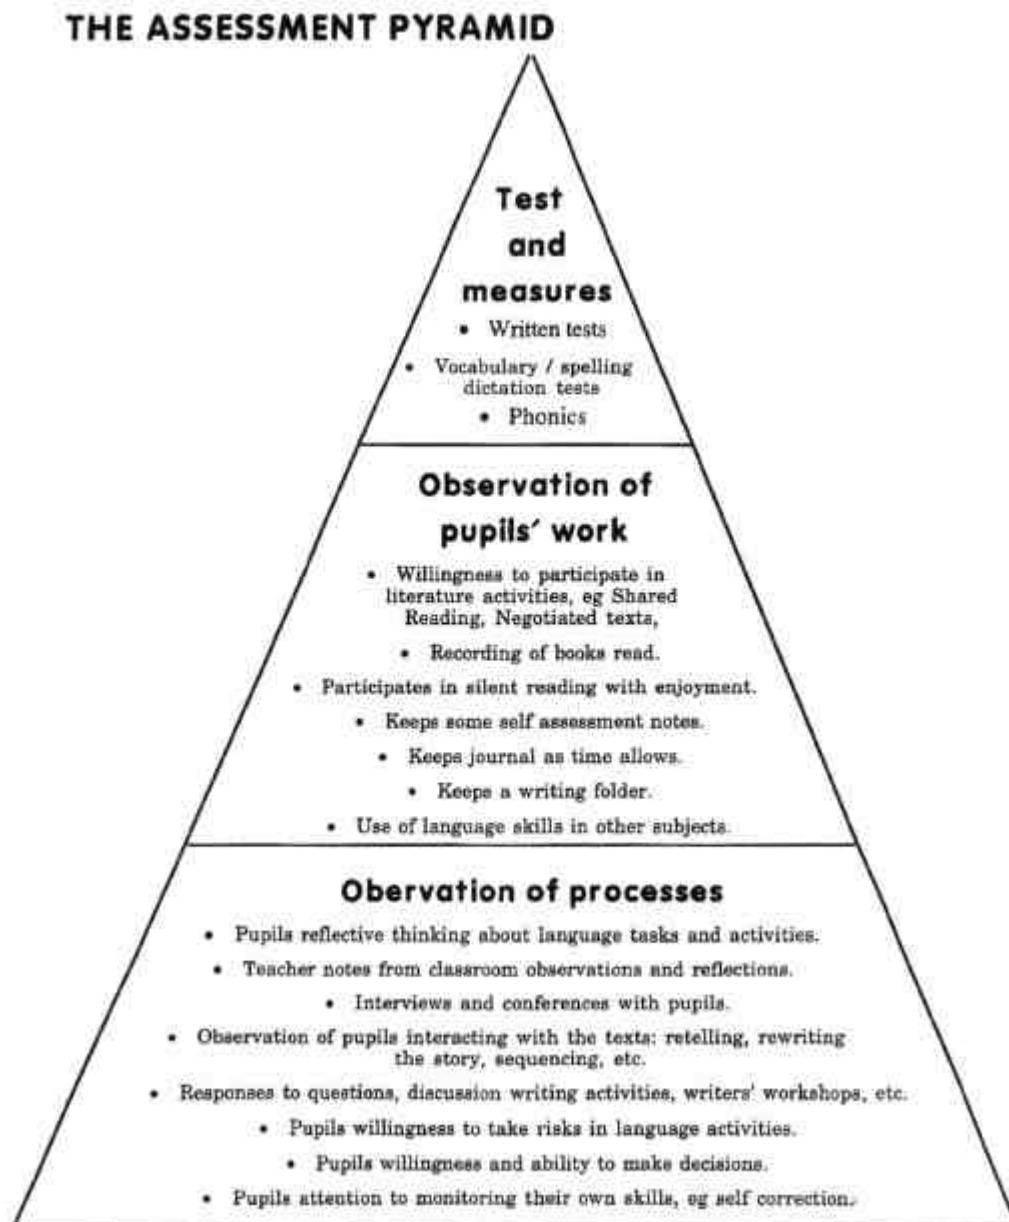 THE ASSESSMENT PYRAMID
Test
and
measures
• Written tests
• Vocabulary / spelling
dictation tests
• Phonics
Observation of
pupils' work
• Willingness to participate in
literature activities, eg Shared
Reading, Negotiated texts,
• Recording of books read.
• Participates in silent reading with enjoyment.
• Keeps some self assessment notes.
• Keeps journal as time allows.
• Keeps a writing folder.
• Use of language skills in other subjects.
Obervation of processes
• Pupils reflective thinking about language tasks and activities.
• Teacher notes from classroom observations and reflections.
• Interviews and conferences with pupils.
• Observation of pupils interacting with the texts: retelling, rewriting
the story, sequencing, etc.
• Responses to questions, discussion writing activities, writers' workshops, etc.
• Pupils willingness to take risks in language activities.
• Pupils willingness and ability to make decisions.
• Pupils attention to monitoring their own skills, eg self correction.